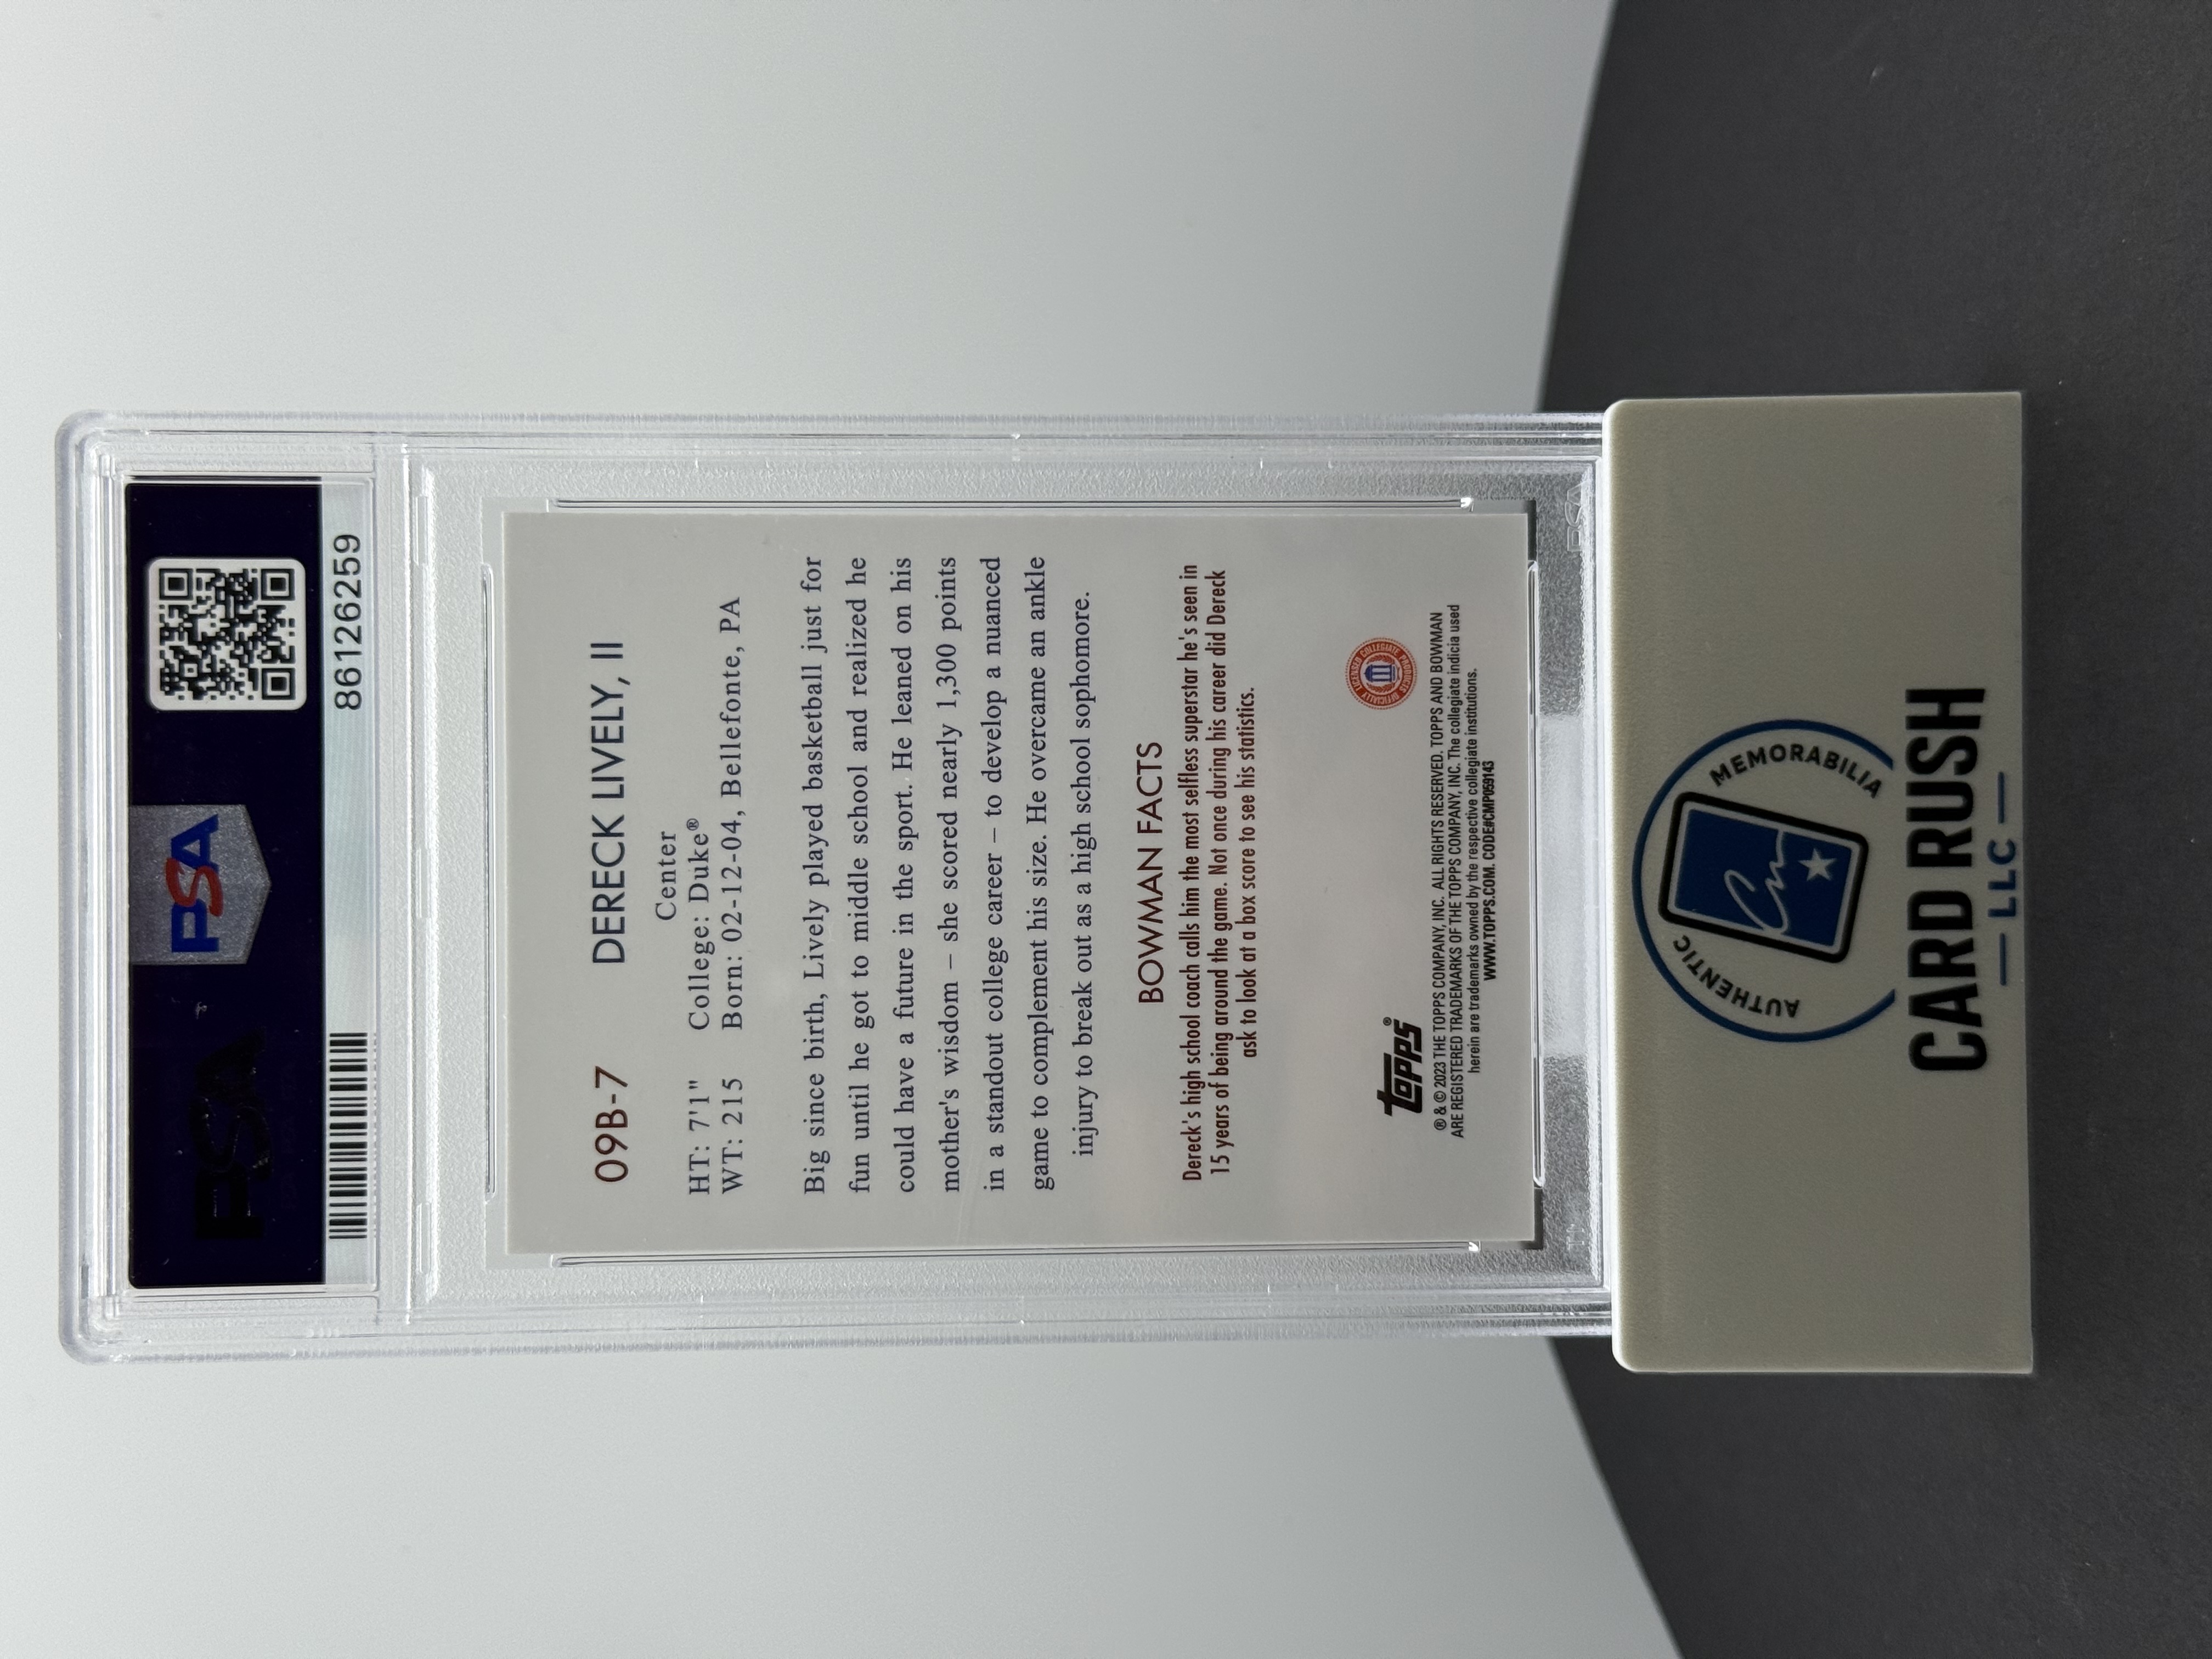 PSA
PSA
86126259
09B-7 DERECK LIVELY, II
Center
HT: 7'1" College: Duke®
WT: 215 Born: 02-12-04, Bellefonte, PA
Big since birth, Lively played basketball just for
fun until he got to middle school and realized he
could have a future in the sport. He leaned on his
mother's wisdom – she scored nearly 1,300 points
in a standout college career – to develop a nuanced
game to complement his size. He overcame an ankle
injury to break out as a high school sophomore.
BOWMAN FACTS
Dereck's high school coach calls him the most selfless superstar he's seen in
15 years of being around the game. Not once during his career did Dereck
ask to look at a box score to see his statistics.
OFFICIALLY LICENSED COLLEGIATE PRODUCTS
topps®
® & © 2023 THE TOPPS COMPANY, INC. ALL RIGHTS RESERVED. TOPPS AND BOWMAN
ARE REGISTERED TRADEMARKS OF THE TOPPS COMPANY, INC. The collegiate indicia used
herein are trademarks owned by the respective collegiate institutions.
WWW.TOPPS.COM. CODE#CMP059143
PSA
AUTHENTIC MEMORABILIA
CARD RUSH
LLC